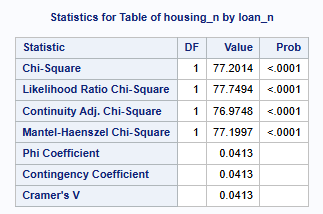 Statistics for Table of housing_n by loan_n
Statistic DF Value Prob
Chi-Square 1 77.2014 <.0001
Likelihood Ratio Chi-Square 1 77.7494 <.0001
Continuity Adj. Chi-Square 1 76.9748 <.0001
Mantel-Haenszel Chi-Square 1 77.1997 <.0001
Phi Coefficient 0.0413
Contingency Coefficient 0.0413
Cramer's V 0.0413